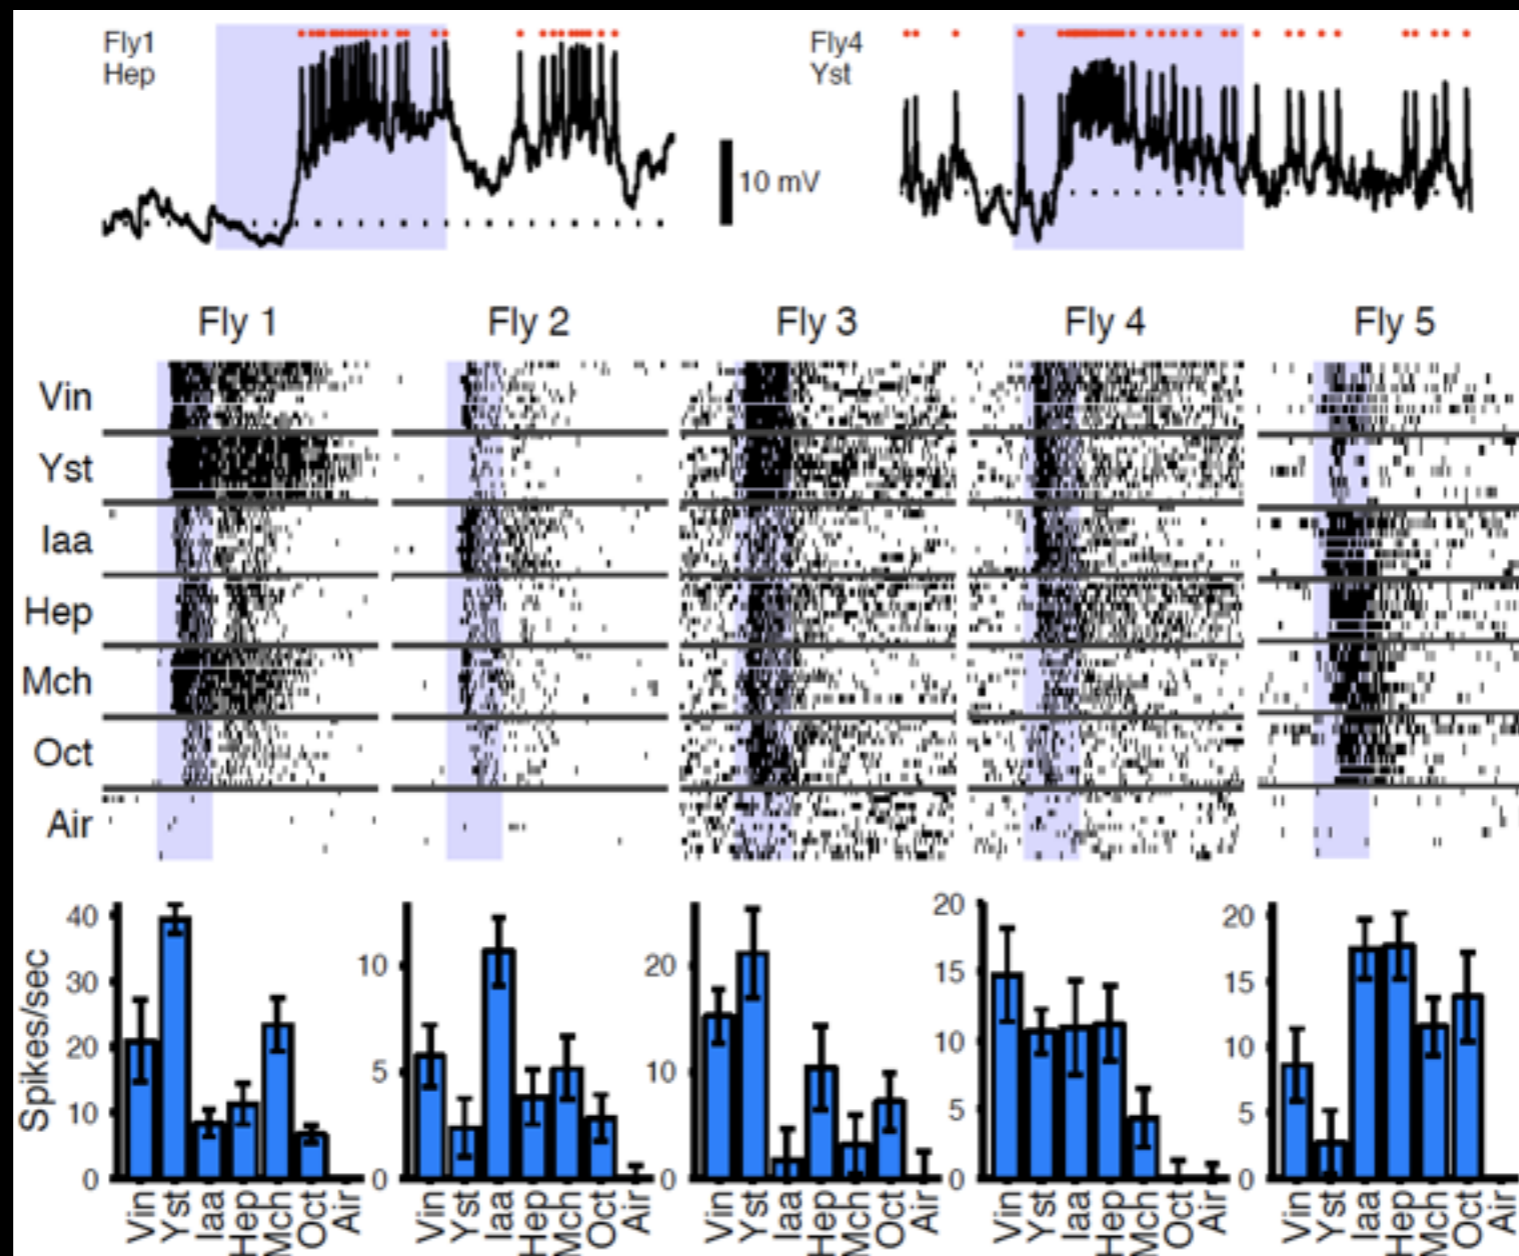 Fly1
Hep
10 mV
Fly4
Yst
Fly 1 Fly 2 Fly 3 Fly 4 Fly 5
Vin
Yst
Iaa
Hep
Mch
Oct
Air
Spikes/sec
40
30
20
10
0
Vin Yst Iaa Hep Mch Oct Air
10
5
0
Vin Yst Iaa Hep Mch Oct Air
20
10
0
Vin Yst Iaa Hep Mch Oct Air
20
15
10
5
0
Vin Yst Iaa Hep Mch Oct Air
20
15
10
5
0
Vin Yst Iaa Hep Mch Oct Air